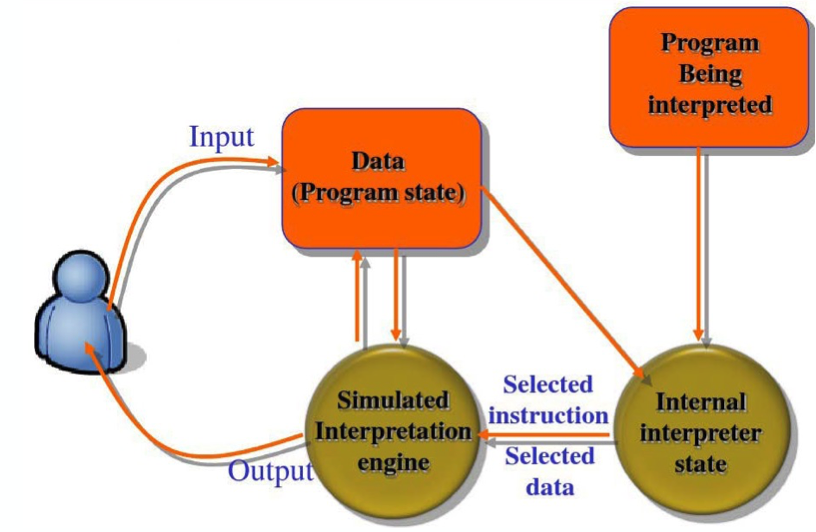 Program
Being
interpreted
Input
Data
(Program state)
Simulated
Interpretation
engine
Selected
instruction
Selected
data
Internal
interpreter
state
Output